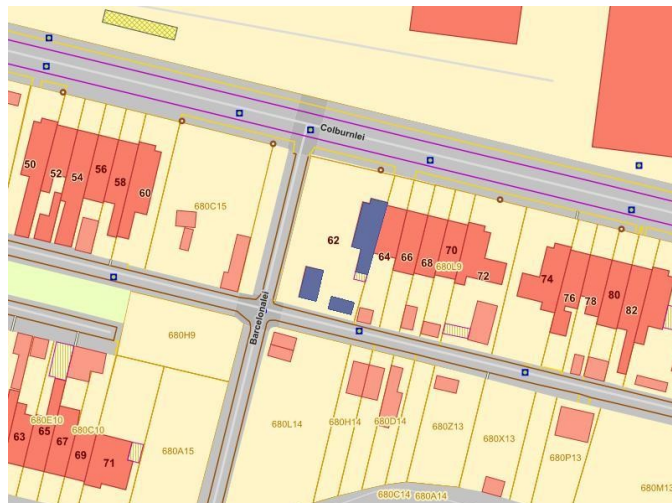 Colburnlei
50
52
54
56
58
60
680C15
62
64
66
68
70
680L9
72
74
76
78
80
82
Barcelonalei
680H9
680E10
63
65
67
680C10
69
71
680A15
680L14
680H14
680D14
680Z13
680X13
680P13
680C14
680A14
680M13